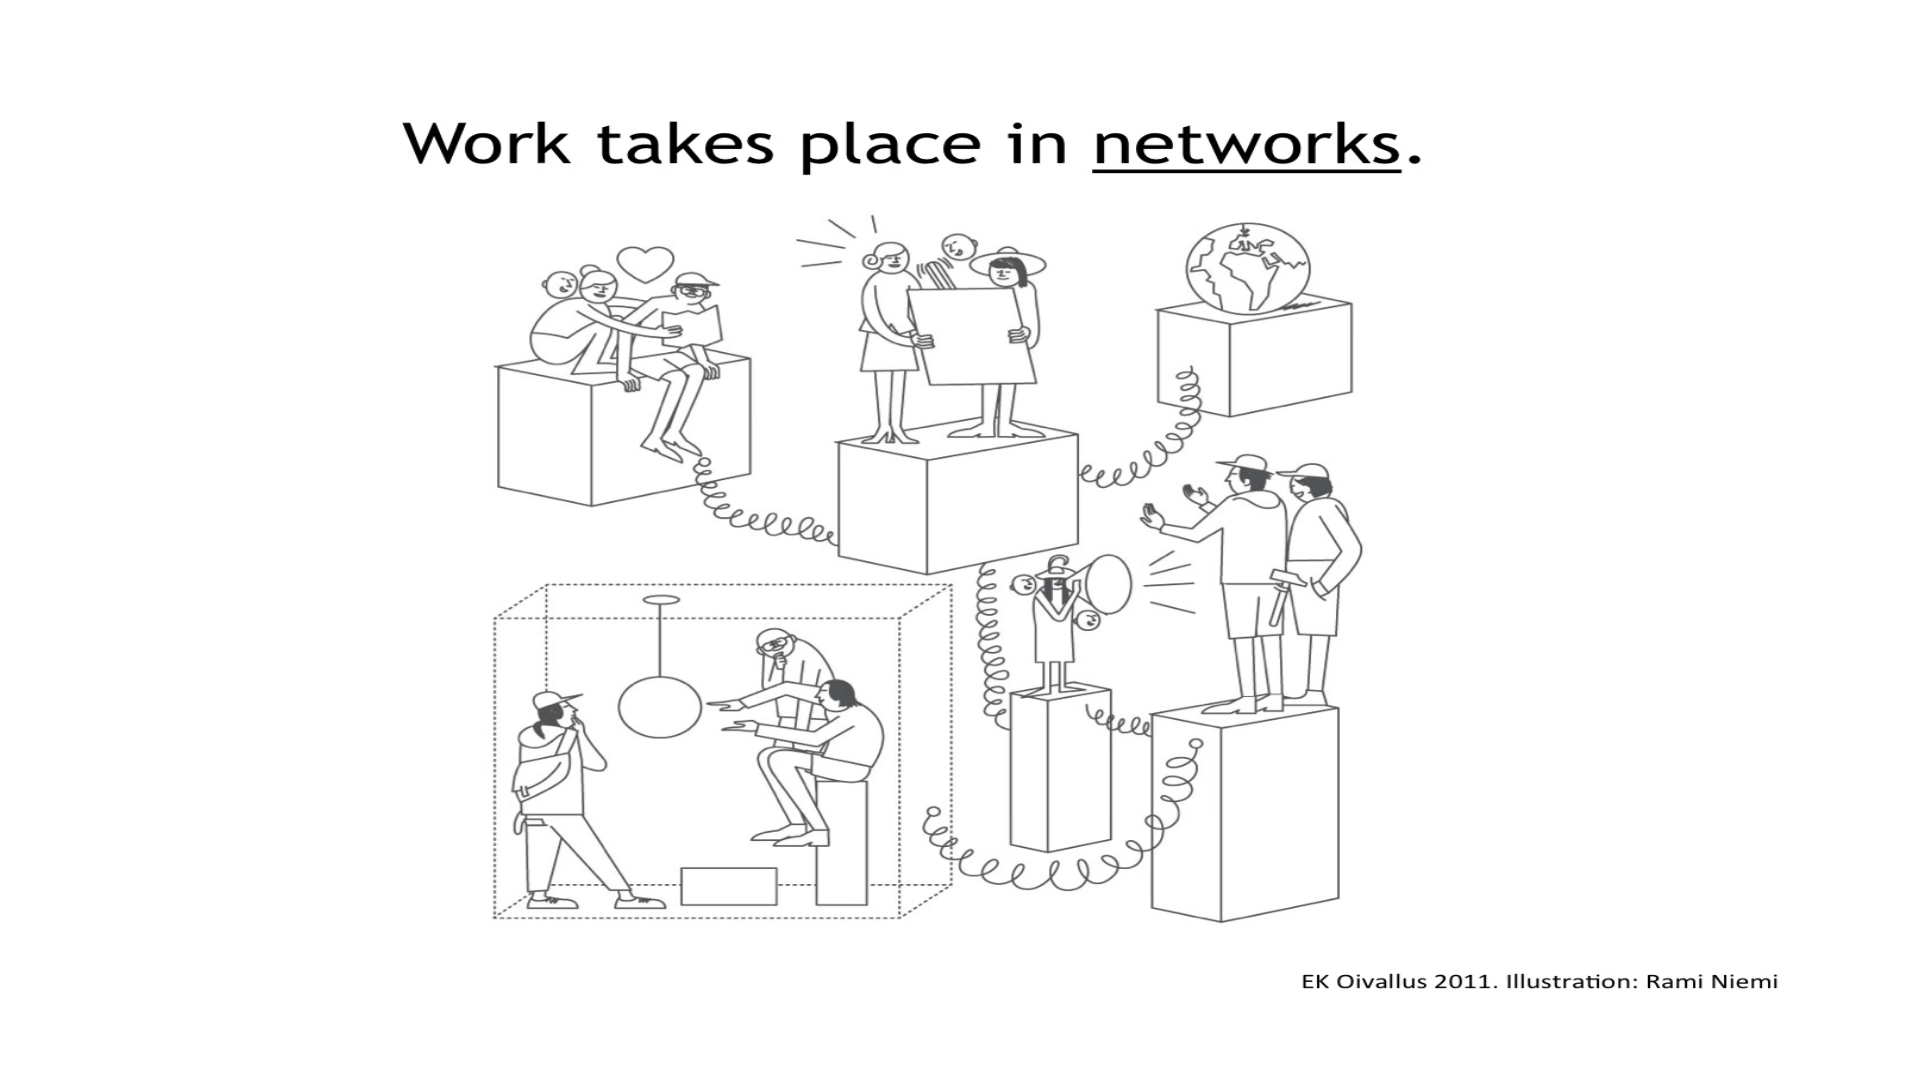 Work takes place in networks.
EK Oivallus 2011. Illustration: Rami Niemi